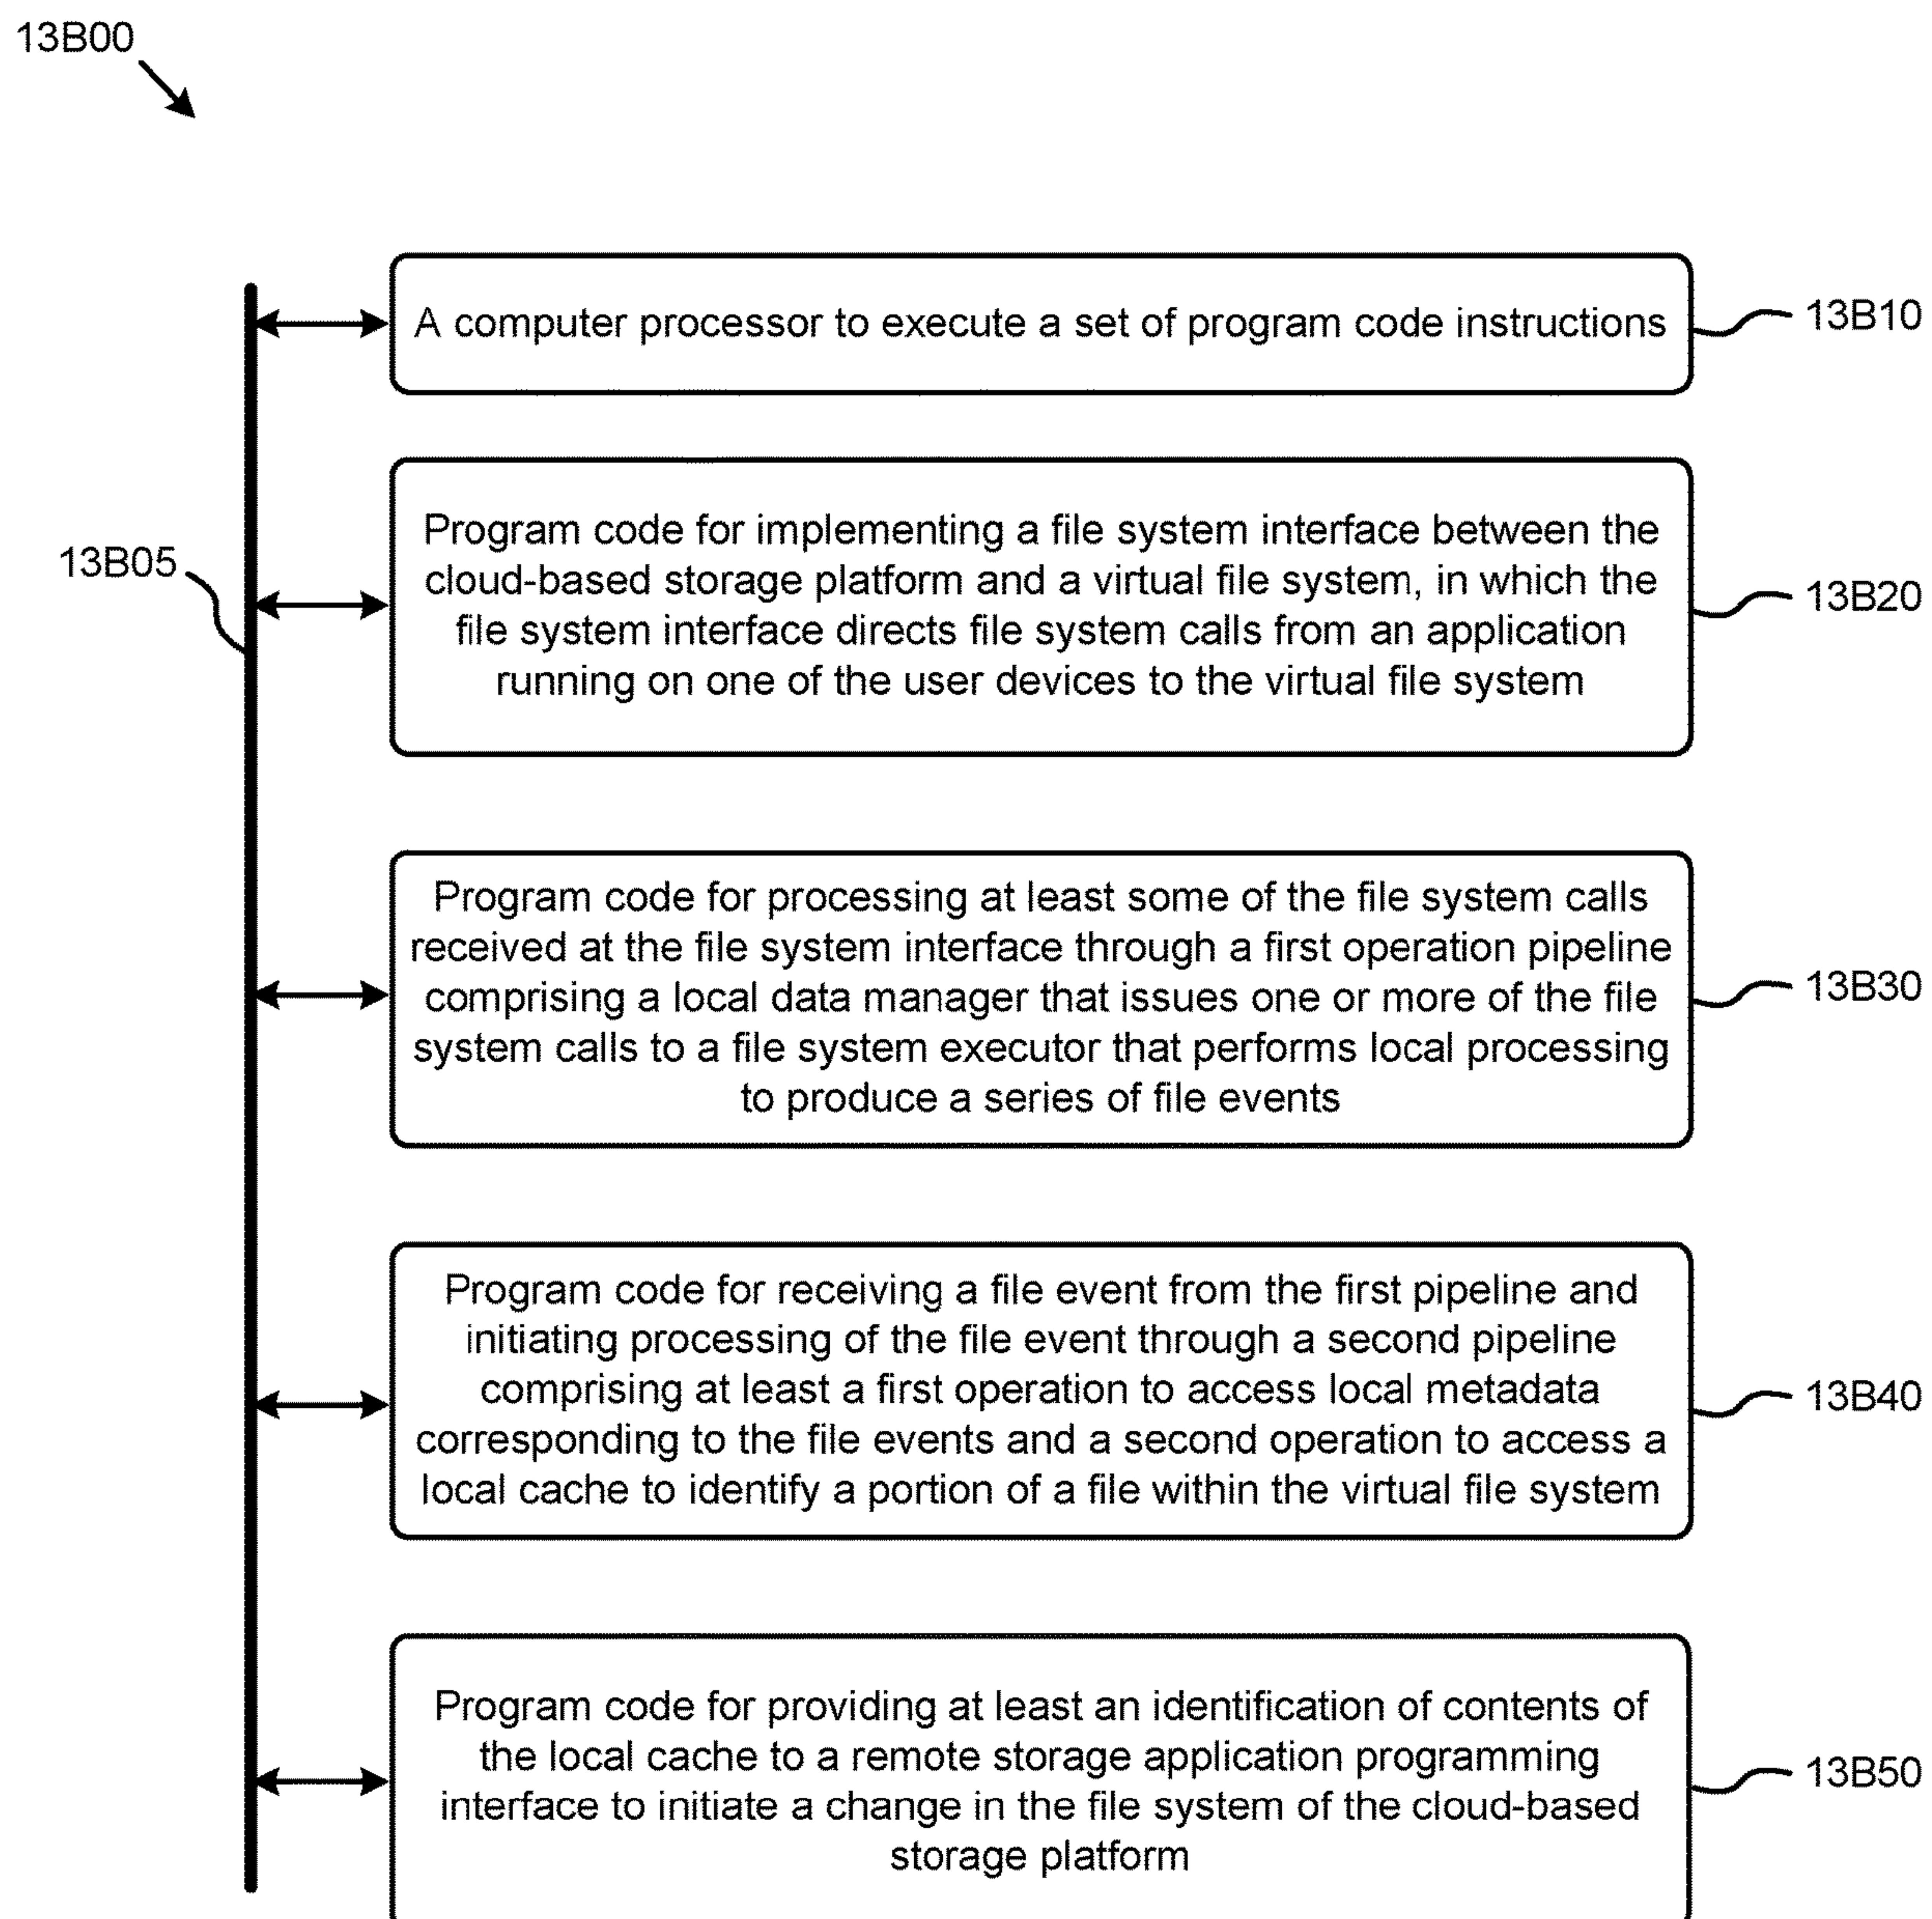 13B00
A computer processor to execute a set of program code instructions
13B10
Program code for implementing a file system interface between the
cloud-based storage platform and a virtual file system, in which the
file system interface directs file system calls from an application
running on one of the user devices to the virtual file system
13B05
13B20
Program code for processing at least some of the file system calls
received at the file system interface through a first operation pipeline
comprising a local data manager that issues one or more of the file
system calls to a file system executor that performs local processing
to produce a series of file events
13B30
Program code for receiving a file event from the first pipeline and
initiating processing of the file event through a second pipeline
comprising at least a first operation to access local metadata
corresponding to the file events and a second operation to access a
local cache to identify a portion of a file within the virtual file system
13B40
Program code for providing at least an identification of contents of
the local cache to a remote storage application programming
interface to initiate a change in the file system of the cloud-based
storage platform
13B50